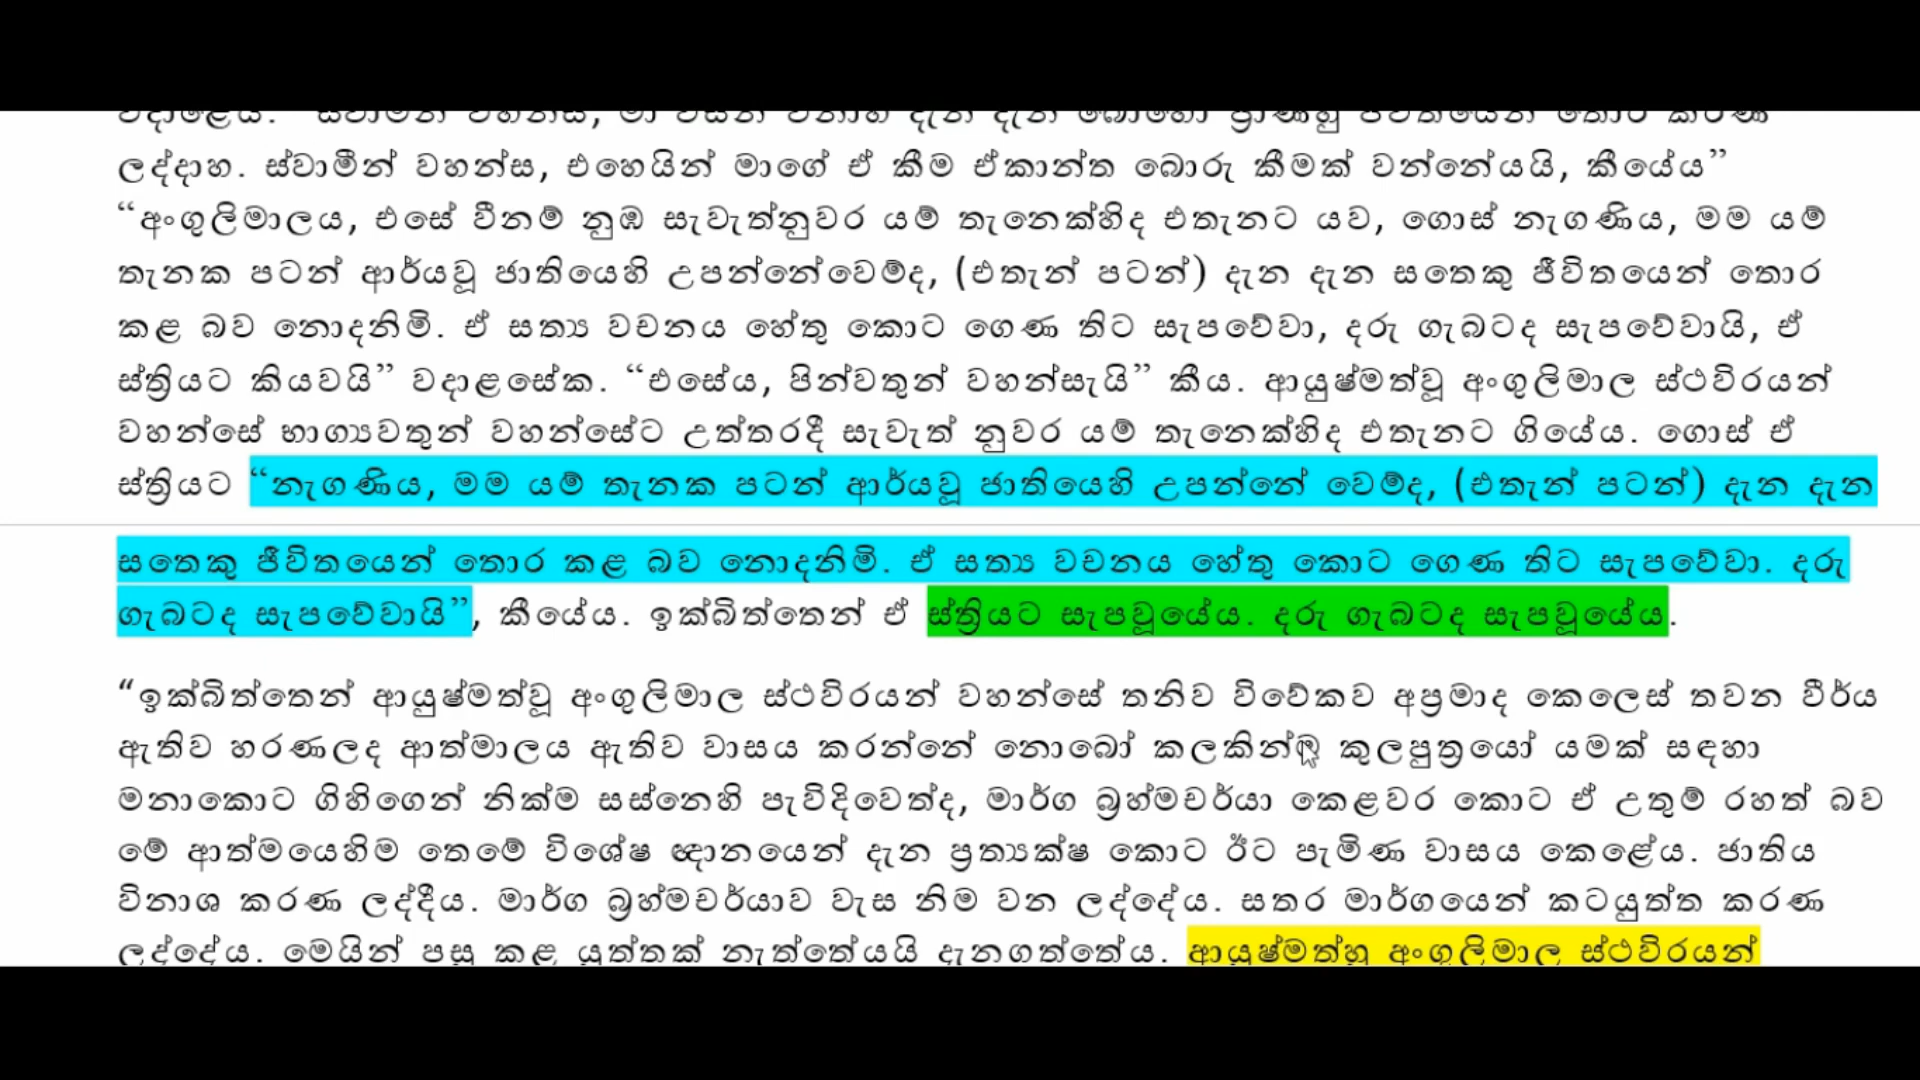 වදාළේය. “ස්වාමීන් වහන්ස, මා විසින් වනාහි දැන දැන බොහෝ ප්‍රාණහු ජීවිතයෙන් තොර කරණ
ලද්දාහ. ස්වාමීන් වහන්ස, එහෙයින් මාගේ ඒ කීම ඒකාන්ත බොරු කීමක් වන්නේයයි, කීයේය”
“අංගුලිමාලය, එසේ වීනම් නුඹ සැවැත්නුවර යම් තැනෙක්හිද එතැනට යව, ගොස් නැගණිය, මම යම්
තැනක පටන් ආර්යවූ ජාතියෙහි උපන්නේවෙම්ද, (එතැන් පටන්) දැන දැන සතෙකු ජීවිතයෙන් තොර
කළ බව නොදනිමි. ඒ සත්‍ය වචනය හේතු කොට ගෙණ තිට සැපවේවා, දරු ගැබටද සැපවේවායි, ඒ
ස්ත්‍රියට කියවයි” වදාළසේක. “එසේය, පින්වතුන් වහන්සැයි” කීය. ආයුෂ්මත්වූ අංගුලිමාල ස්ථවිරයන්
වහන්සේ භාග්‍යවතුන් වහන්සේට උත්තරදී සැවැත් නුවර යම් තැනෙක්හිද එතැනට ගියේය. ගොස් ඒ
ස්ත්‍රියට “නැගණිය, මම යම් තැනක පටන් ආර්යවූ ජාතියෙහි උපන්නේ වෙම්ද, (එතැන් පටන්) දැන දැන
සතෙකු ජීවිතයෙන් තොර කළ බව නොදනිමි. ඒ සත්‍ය වචනය හේතු කොට ගෙණ තිට සැපවේවා. දරු
ගැබටද සැපවේවායි”, කීයේය. ඉක්බිත්තෙන් ඒ ස්ත්‍රියට සැපවූයේය. දරු ගැබටද සැපවූයේය.
“ඉක්බිත්තෙන් ආයුෂ්මත්වූ අංගුලිමාල ස්ථවිරයන් වහන්සේ තනිව විවේකව අප්‍රමාද කෙලෙස් තවන වීර්ය
ඇතිව හරණලද ආත්මාලය ඇතිව වාසය කරන්නේ නොබෝ කලකින්ම කුලපුත්‍රයෝ යමක් සඳහා
මනාකොට ගිහිගෙන් නික්ම සස්නෙහි පැවිදිවෙත්ද, මාර්ග බ්‍රහ්මචර්යා කෙළවර කොට ඒ උතුම් රහත් බව
මේ ආත්මයෙහිම තෙමේ විශේෂ ඥානයෙන් දැන ප්‍රත්‍යක්ෂ කොට ඊට පැමිණ වාසය කෙළේය. ජාතිය
විනාශ කරණ ලද්දීය. මාර්ග බ්‍රහ්මචර්යාව වැස නිම වන ලද්දේය. සතර මාර්ගයෙන් කටයුත්ත කරණ
ලද්දේය. මෙයින් පසු කළ යුත්තක් නැත්තේයයි දැනගත්තේය. ආයුෂ්මත්හු අංගුලිමාල ස්ථවිරයන්